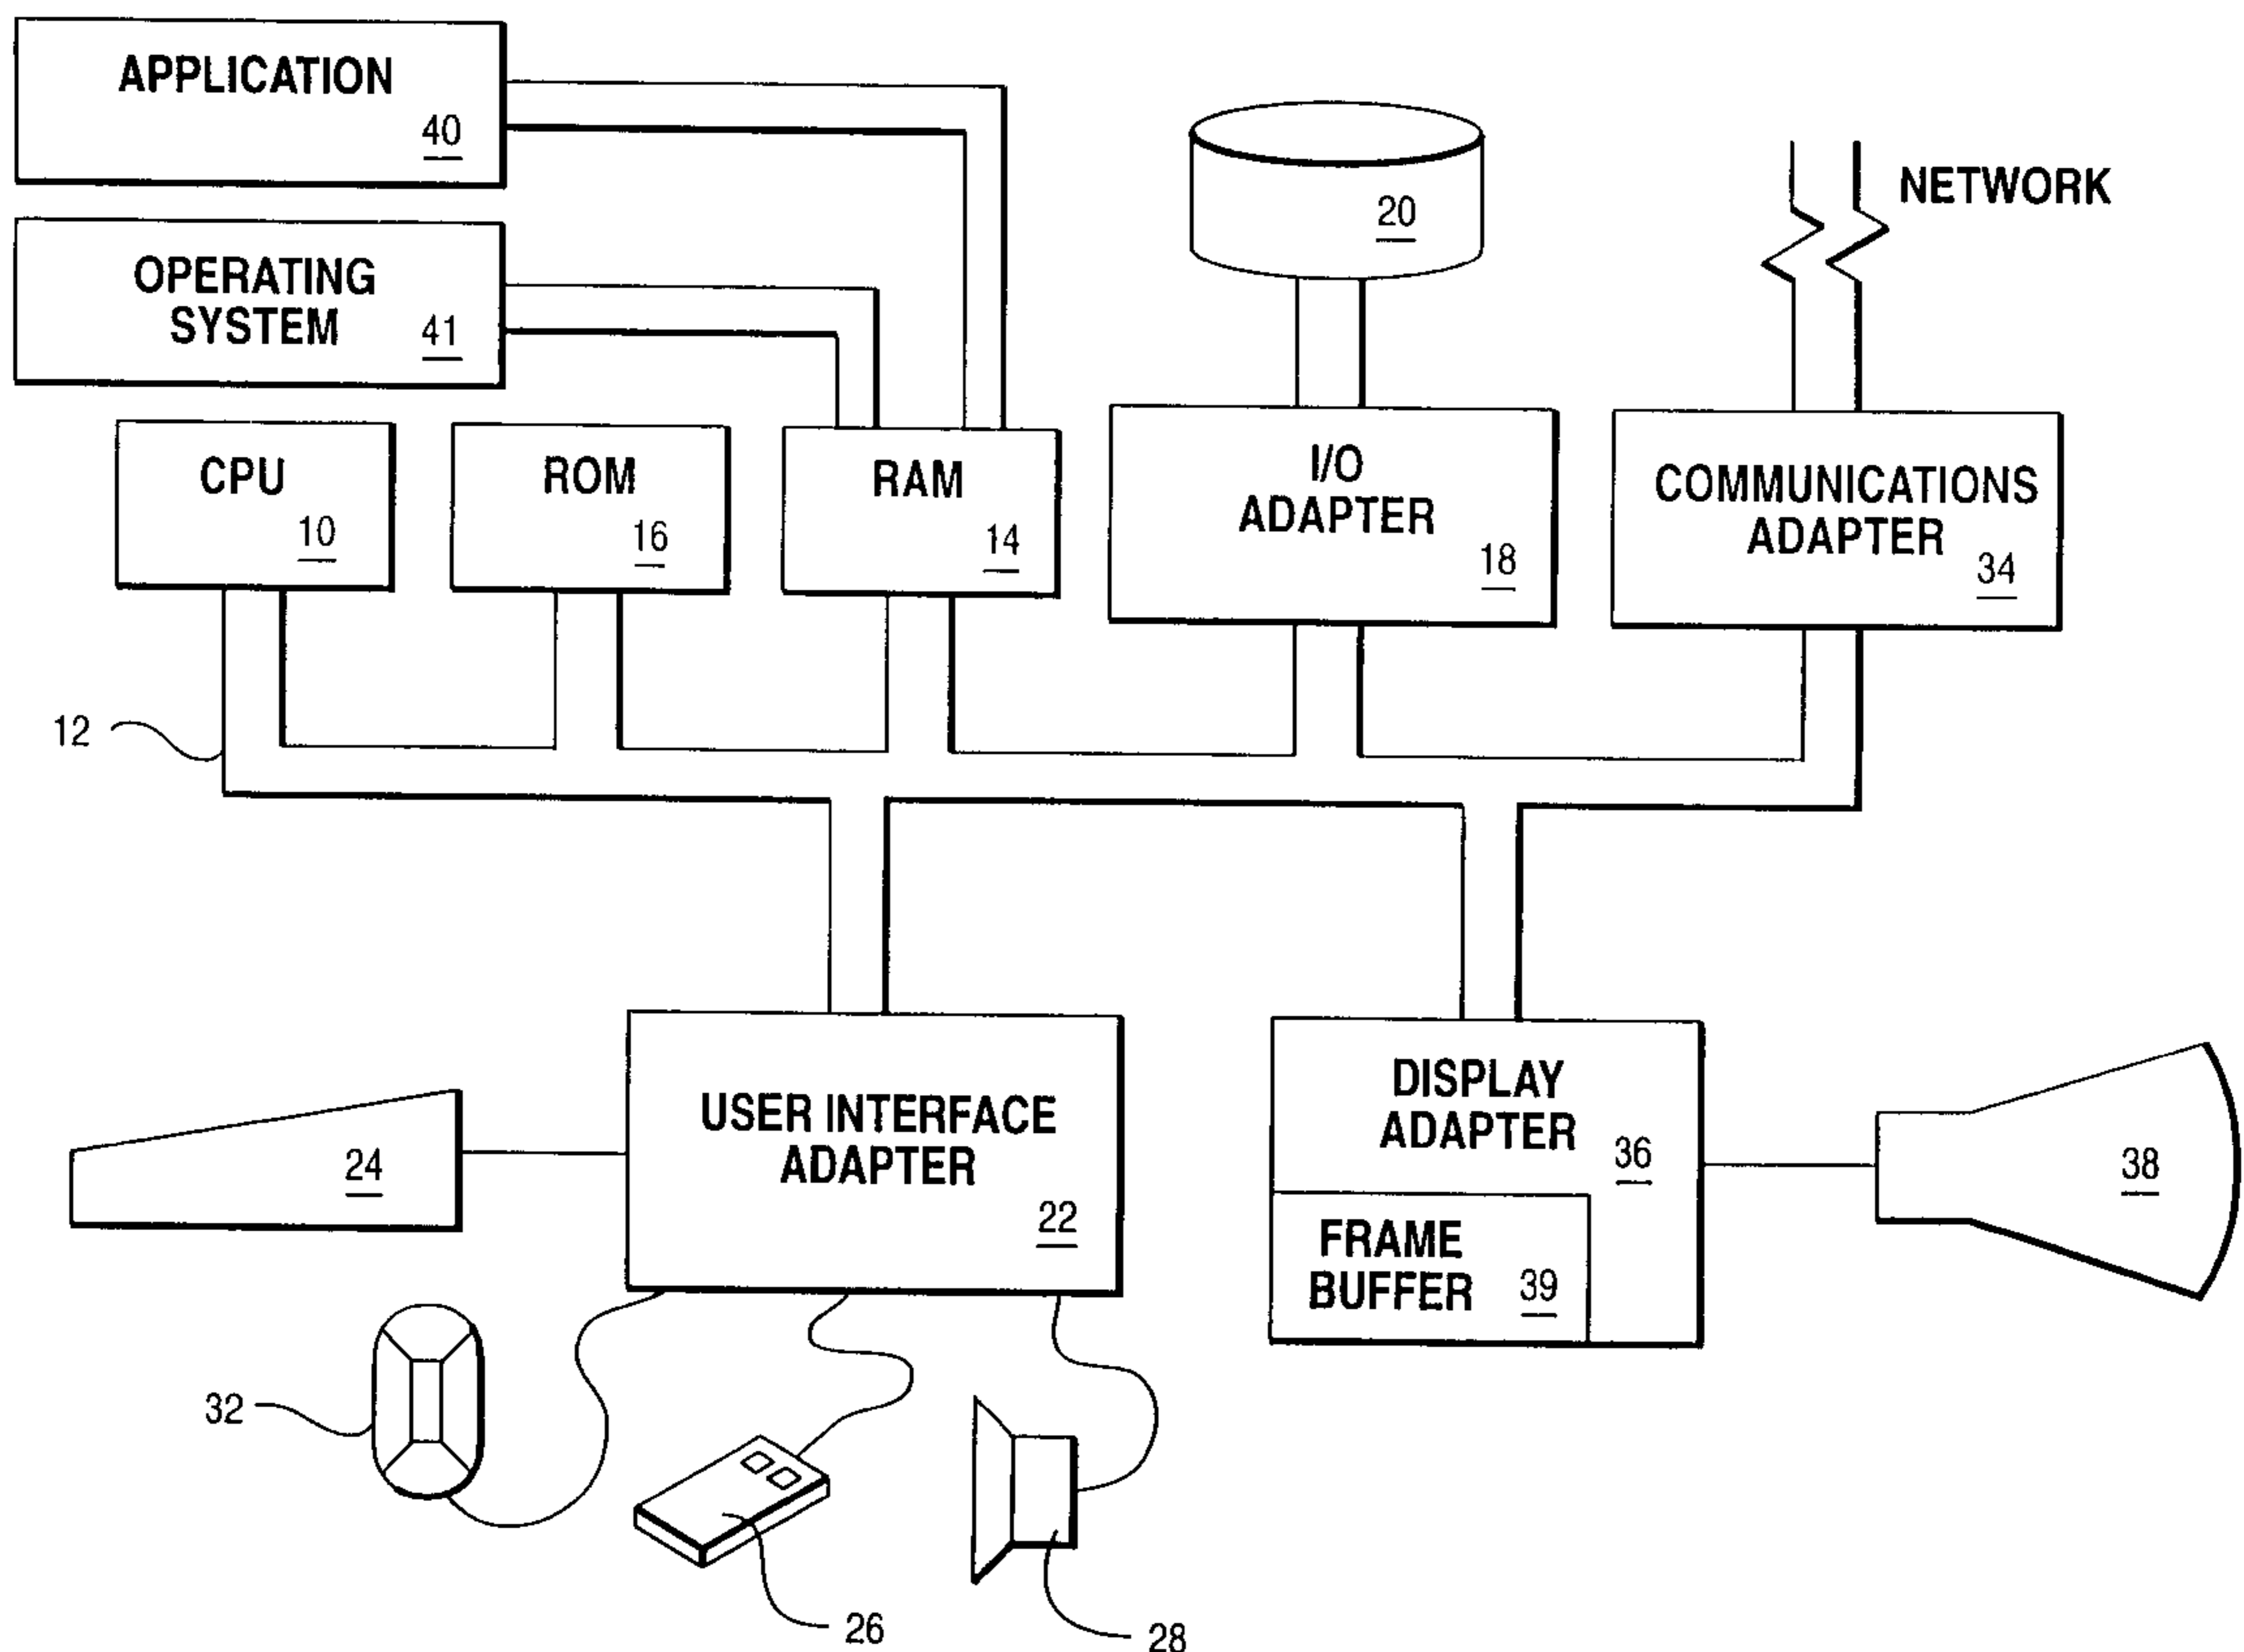 APPLICATION
40
OPERATING
SYSTEM
41
20
NETWORK
CPU
10
ROM
16
RAM
14
I/O
ADAPTER
18
COMMUNICATIONS
ADAPTER
34
12
24
USER INTERFACE
ADAPTER
22
DISPLAY
ADAPTER
36
FRAME
BUFFER
39
38
32
26
28